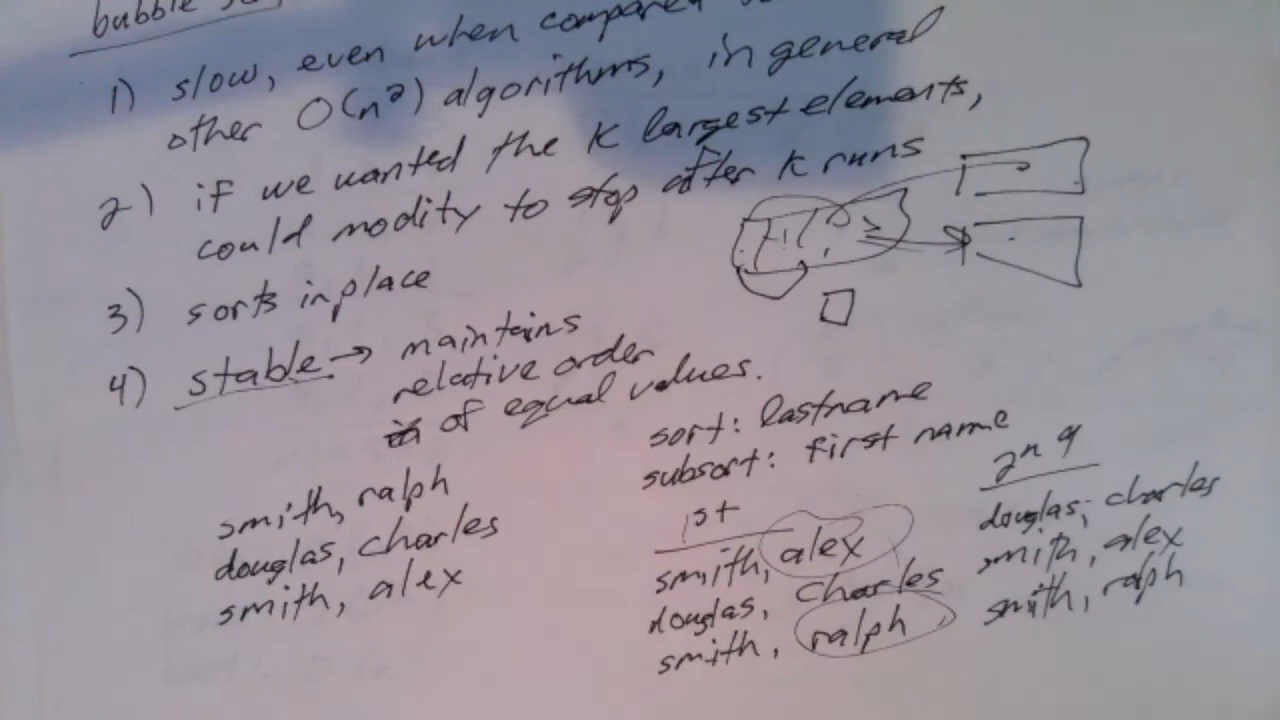 bubble
1) slow, even when compared
other O(n²) algorithms, in general
2) if we wanted the K largest elements,
could modity to stop after K runs
3) sorts inplace
4) stable → maintains
relative order
of equal values.
smith, ralph
douglas, charles
smith, alex
sort: lastname
subsort: first name
1st
smith, alex
douglas, Charles
smith, ralph
2nd
douglas, charles
smith, alex
smith, ralph